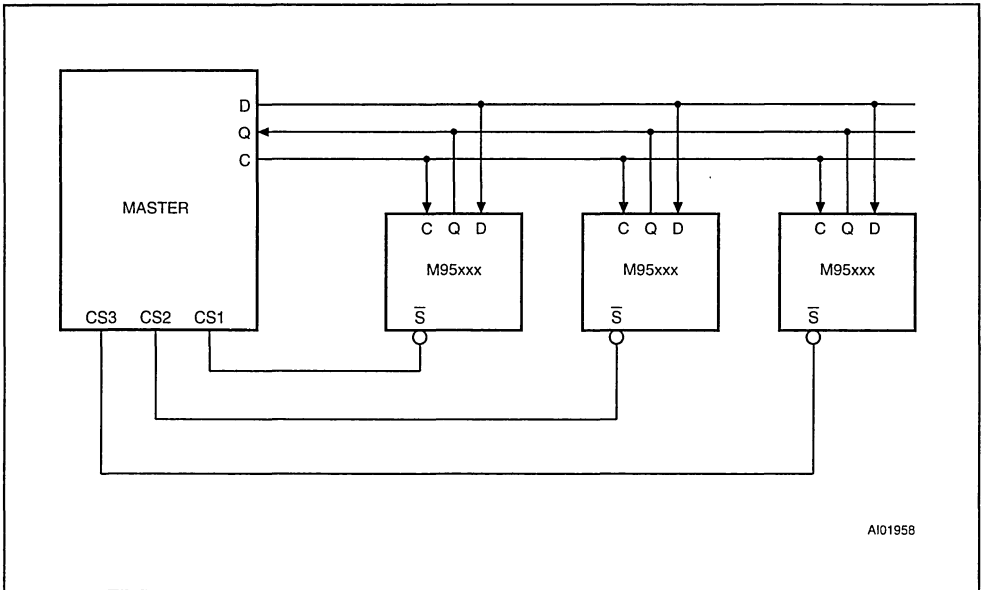 D
Q
C
MASTER
CS3 CS2 CS1
C Q D
M95xxx
S̅
C Q D
M95xxx
S̅
C Q D
M95xxx
S̅
AI01958